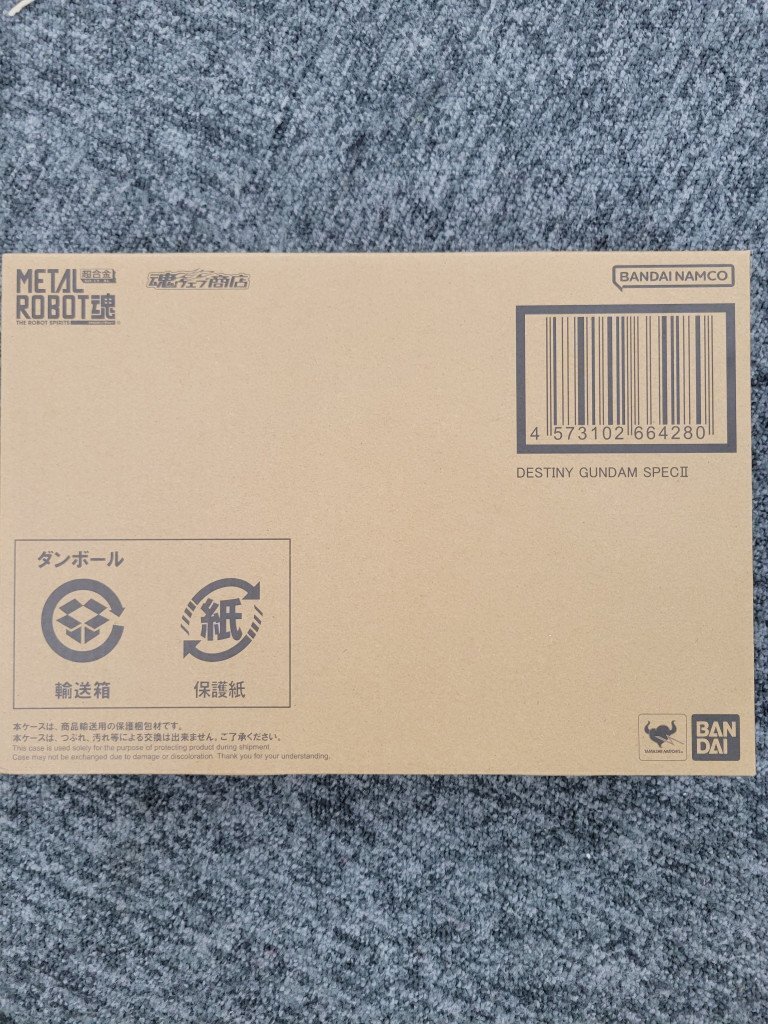 METAL 超合金
ROBOT魂
THE ROBOT SPIRITS
魂ウェブ商店
BANDAI NAMCO
4 573102 664280
DESTINY GUNDAM SPECⅡ
ダンボール
紙
輸送箱 保護紙
本ケースは、商品輸送用の保護梱包材です。
本ケースは、つぶれ、汚れ等による交換は出来ません。ご了承ください。
This case is used solely for the purpose of protecting product during shipment.
Case may not be exchanged due to damage or discoloration. Thank you for your understanding.
TAMASHII NATIONS
BAN
DAI